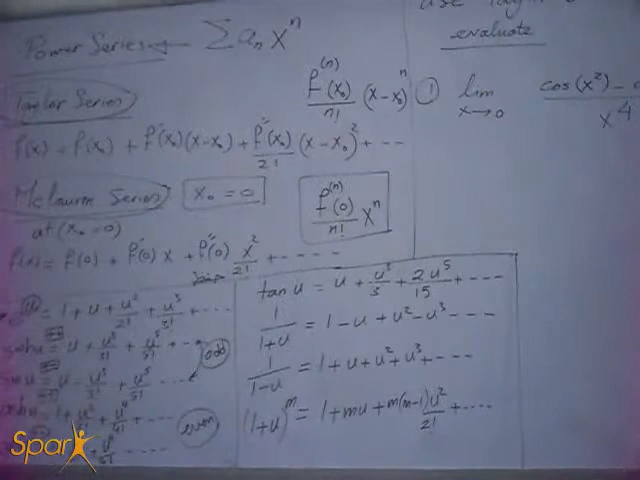 Power Series → Σ aₙ xⁿ
Taylor Series
f⁽ⁿ⁾(x₀)/n! (x-x₀)ⁿ
f(x) = f(x₀) + f'(x₀)(x-x₀) + f''(x₀)/2! (x-x₀)² + ---
Mclaurin Series x₀ = 0
f⁽ⁿ⁾(0)/n! xⁿ
at (x₀ = 0)
f(x) = f(0) + f'(0) x + f''(0) x²/2! + -----
= 1 + u + u²/2! + u³/3! + ---
u + u³/3! + u⁵/5! + ---
odd
u - u³/3! + u⁵/5! ---
1 + u²/2! + u⁴/4! + ---
even
tan u = u + u³/3 + 2u⁵/15 + ----
1/(1+u) = 1 - u + u² - u³ ----
1/(1-u) = 1 + u + u² + u³ + ----
(1+u)ᵐ = 1 + mu + m(m-1)u²/2! + ----
use
evaluate
① lim x→0 cos(x²) - / x⁴
Spark